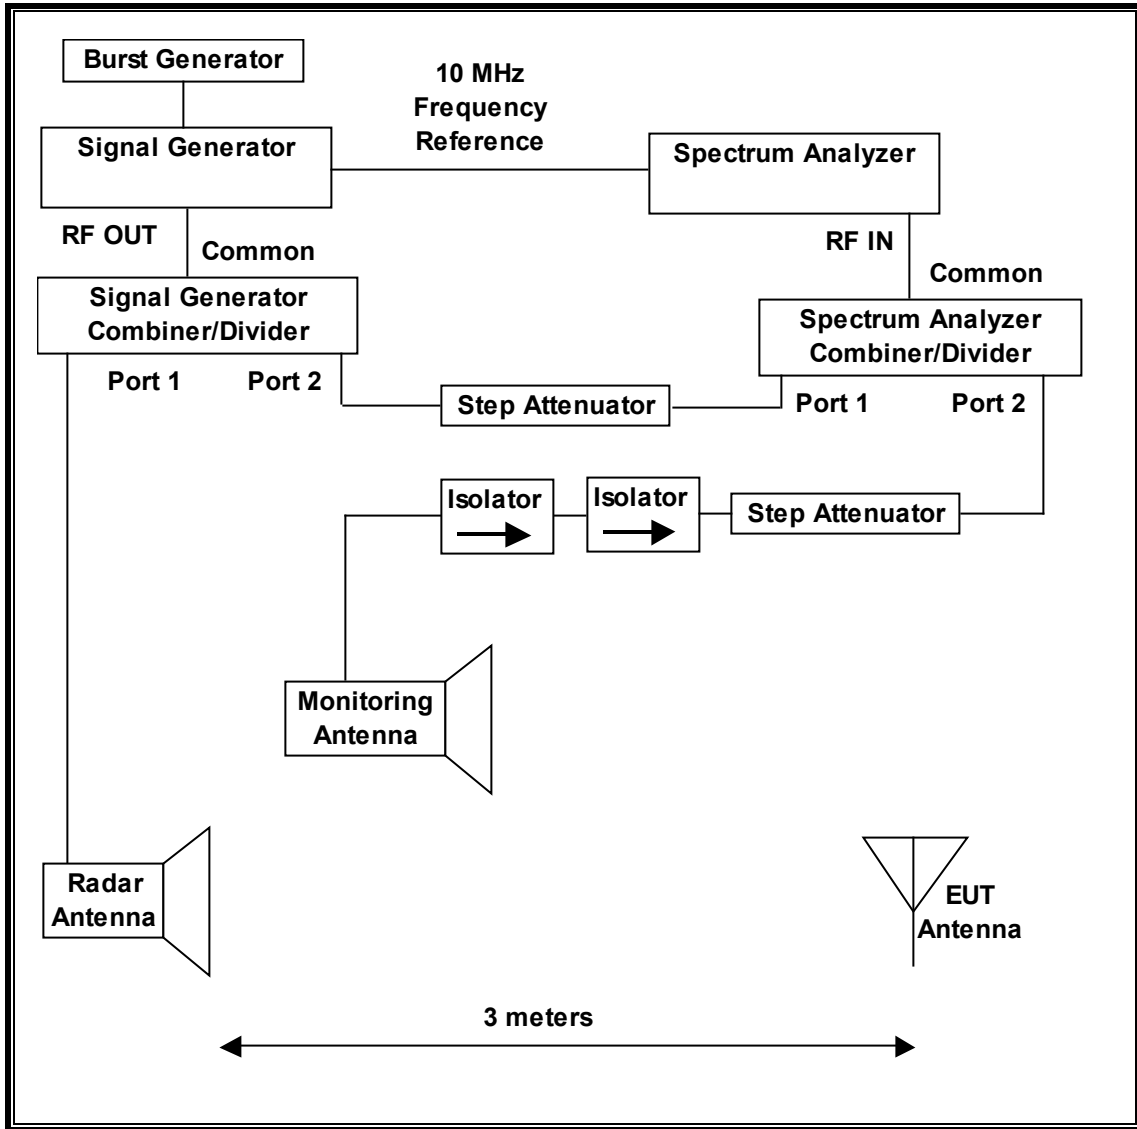 Burst Generator
10 MHz
Frequency
Reference
Signal Generator
Spectrum Analyzer
RF OUT
Common
RF IN
Common
Signal Generator
Combiner/Divider
Spectrum Analyzer
Combiner/Divider
Port 1
Port 2
Step Attenuator
Port 1
Port 2
Isolator
Isolator
Step Attenuator
Monitoring
Antenna
Radar
Antenna
EUT
Antenna
3 meters